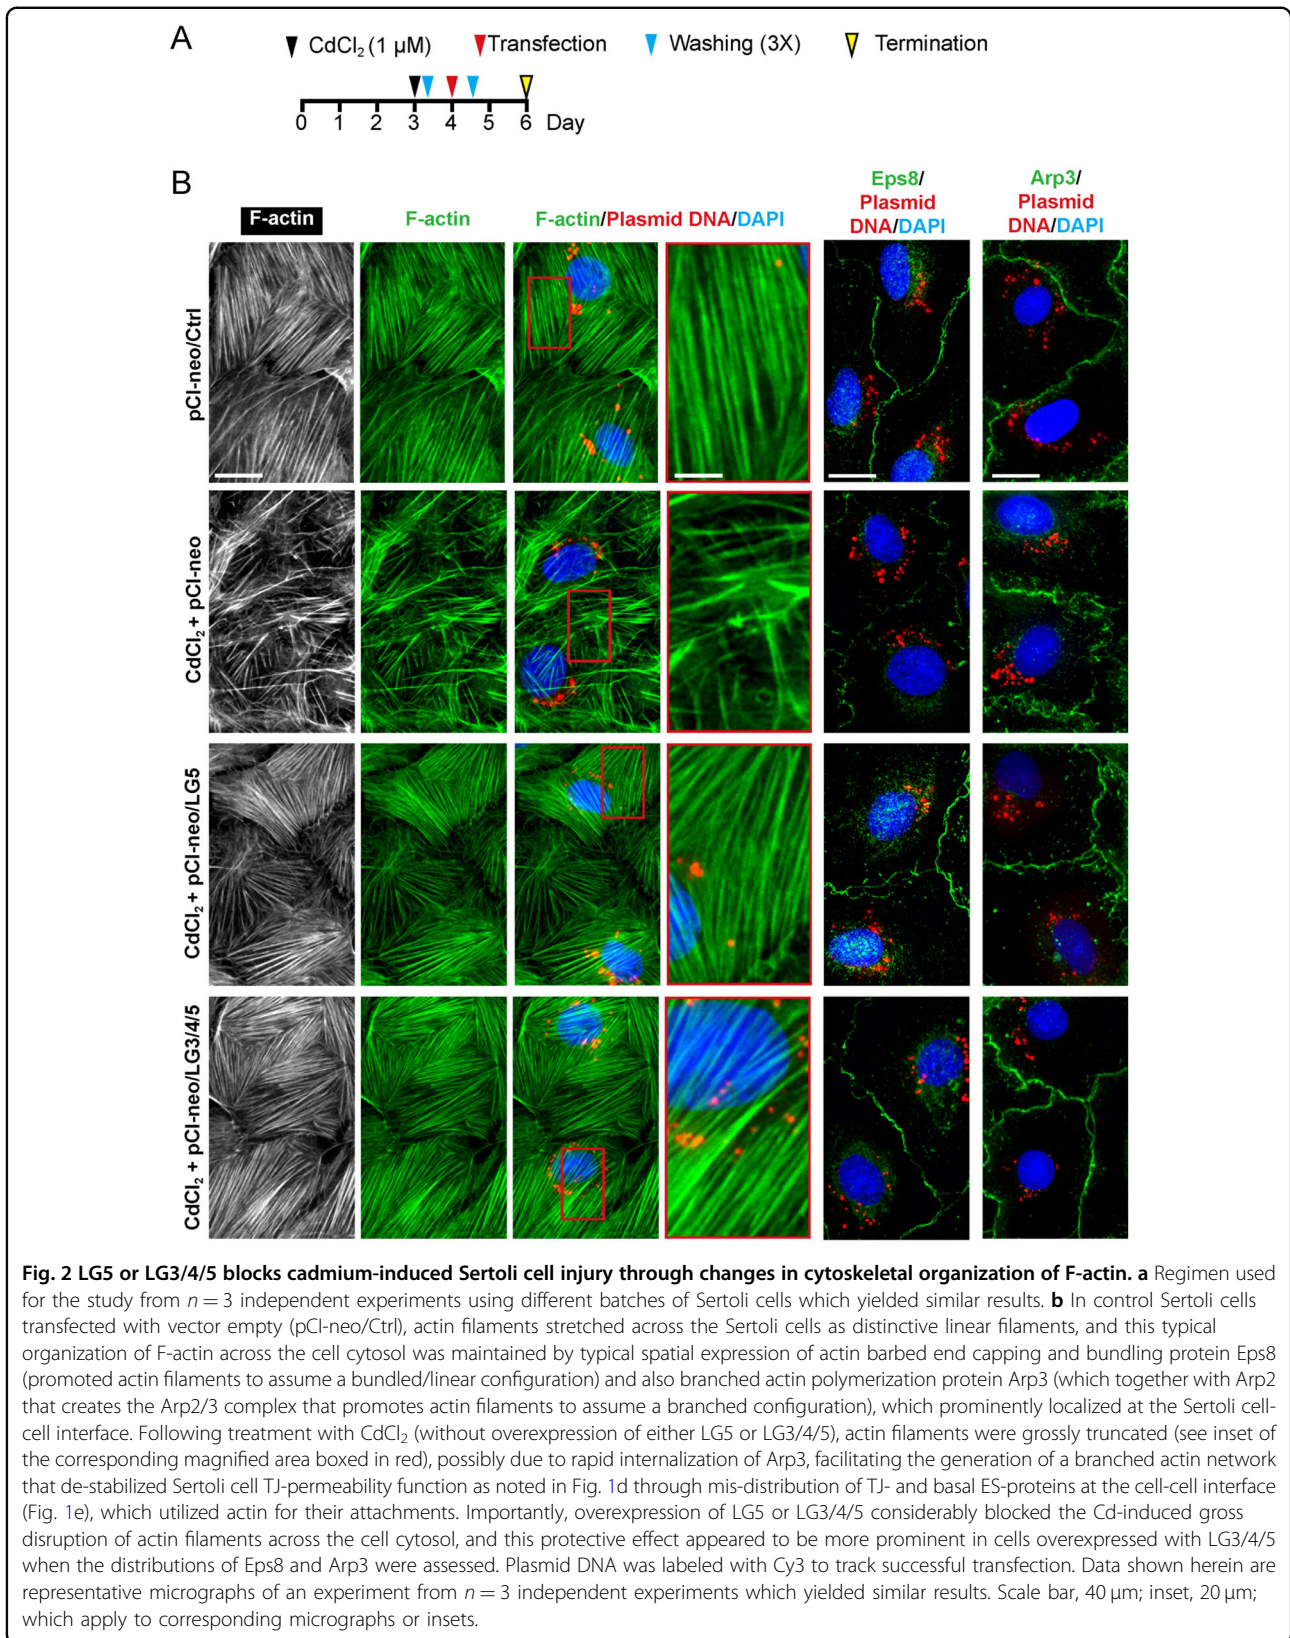 A
CdCl₂ (1 µM) Transfection Washing (3X) Termination
0 1 2 3 4 5 6 Day
B
F-actin F-actin F-actin/Plasmid DNA/DAPI
Eps8/
Plasmid
DNA/DAPI
Arp3/
Plasmid
DNA/DAPI
pCI-neo/Ctrl
CdCl₂ + pCI-neo
CdCl₂ + pCI-neo/LG5
CdCl₂ + pCI-neo/LG3/4/5
Fig. 2 LG5 or LG3/4/5 blocks cadmium-induced Sertoli cell injury through changes in cytoskeletal organization of F-actin. a Regimen used
for the study from n = 3 independent experiments using different batches of Sertoli cells which yielded similar results. b In control Sertoli cells
transfected with vector empty (pCI-neo/Ctrl), actin filaments stretched across the Sertoli cells as distinctive linear filaments, and this typical
organization of F-actin across the cell cytosol was maintained by typical spatial expression of actin barbed end capping and bundling protein Eps8
(promoted actin filaments to assume a bundled/linear configuration) and also branched actin polymerization protein Arp3 (which together with Arp2
that creates the Arp2/3 complex that promotes actin filaments to assume a branched configuration), which prominently localized at the Sertoli cell-
cell interface. Following treatment with CdCl₂ (without overexpression of either LG5 or LG3/4/5), actin filaments were grossly truncated (see inset of
the corresponding magnified area boxed in red), possibly due to rapid internalization of Arp3, facilitating the generation of a branched actin network
that de-stabilized Sertoli cell TJ-permeability function as noted in Fig. 1d through mis-distribution of TJ- and basal ES-proteins at the cell-cell interface
(Fig. 1e), which utilized actin for their attachments. Importantly, overexpression of LG5 or LG3/4/5 considerably blocked the Cd-induced gross
disruption of actin filaments across the cell cytosol, and this protective effect appeared to be more prominent in cells overexpressed with LG3/4/5
when the distributions of Eps8 and Arp3 were assessed. Plasmid DNA was labeled with Cy3 to track successful transfection. Data shown herein are
representative micrographs of an experiment from n = 3 independent experiments which yielded similar results. Scale bar, 40 µm; inset, 20 µm;
which apply to corresponding micrographs or insets.